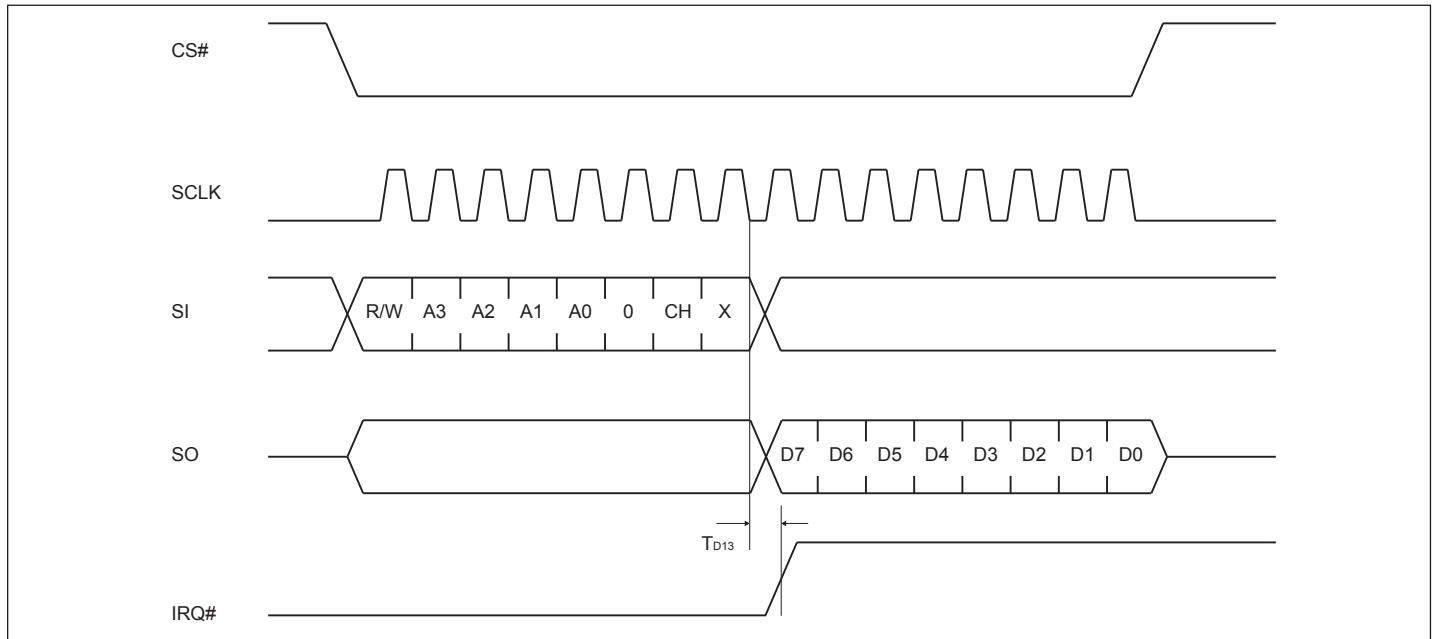 CS#
SCLK
SI R/W A3 A2 A1 A0 0 CH X
SO D7 D6 D5 D4 D3 D2 D1 D0
TD13
IRQ#